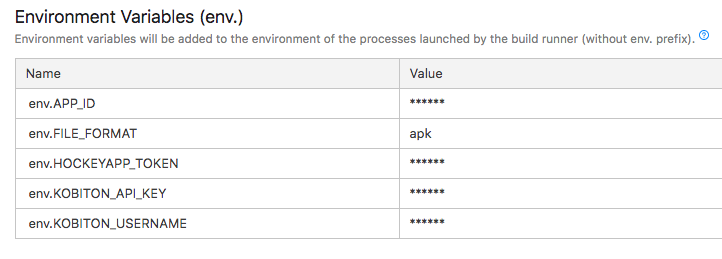 Environment Variables (env.)
Environment variables will be added to the environment of the processes launched by the build runner (without env. prefix). ?
Name Value
env.APP_ID ******
env.FILE_FORMAT apk
env.HOCKEYAPP_TOKEN ******
env.KOBITON_API_KEY ******
env.KOBITON_USERNAME ******